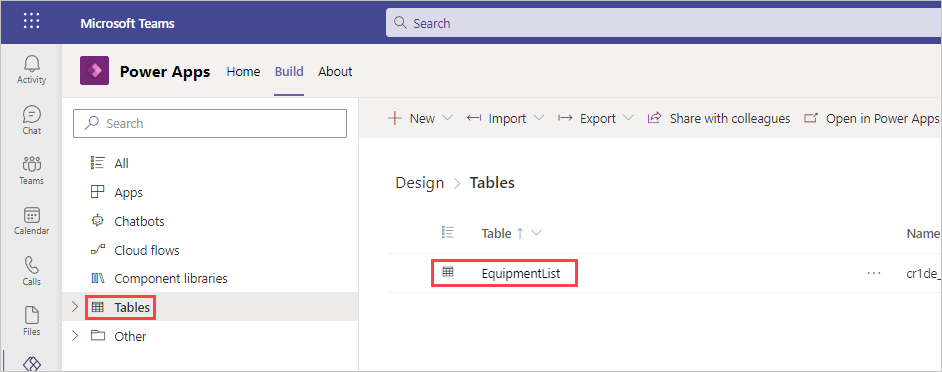 Microsoft Teams
Search
Activity
Chat
Teams
Calendar
Calls
Files
Power Apps Home Build About
Search
All
Apps
Chatbots
Cloud flows
Component libraries
Tables
Other
New Import Export Share with colleagues Open in Power Apps
Design > Tables
Table ↑ Name
EquipmentList ... cr1de_